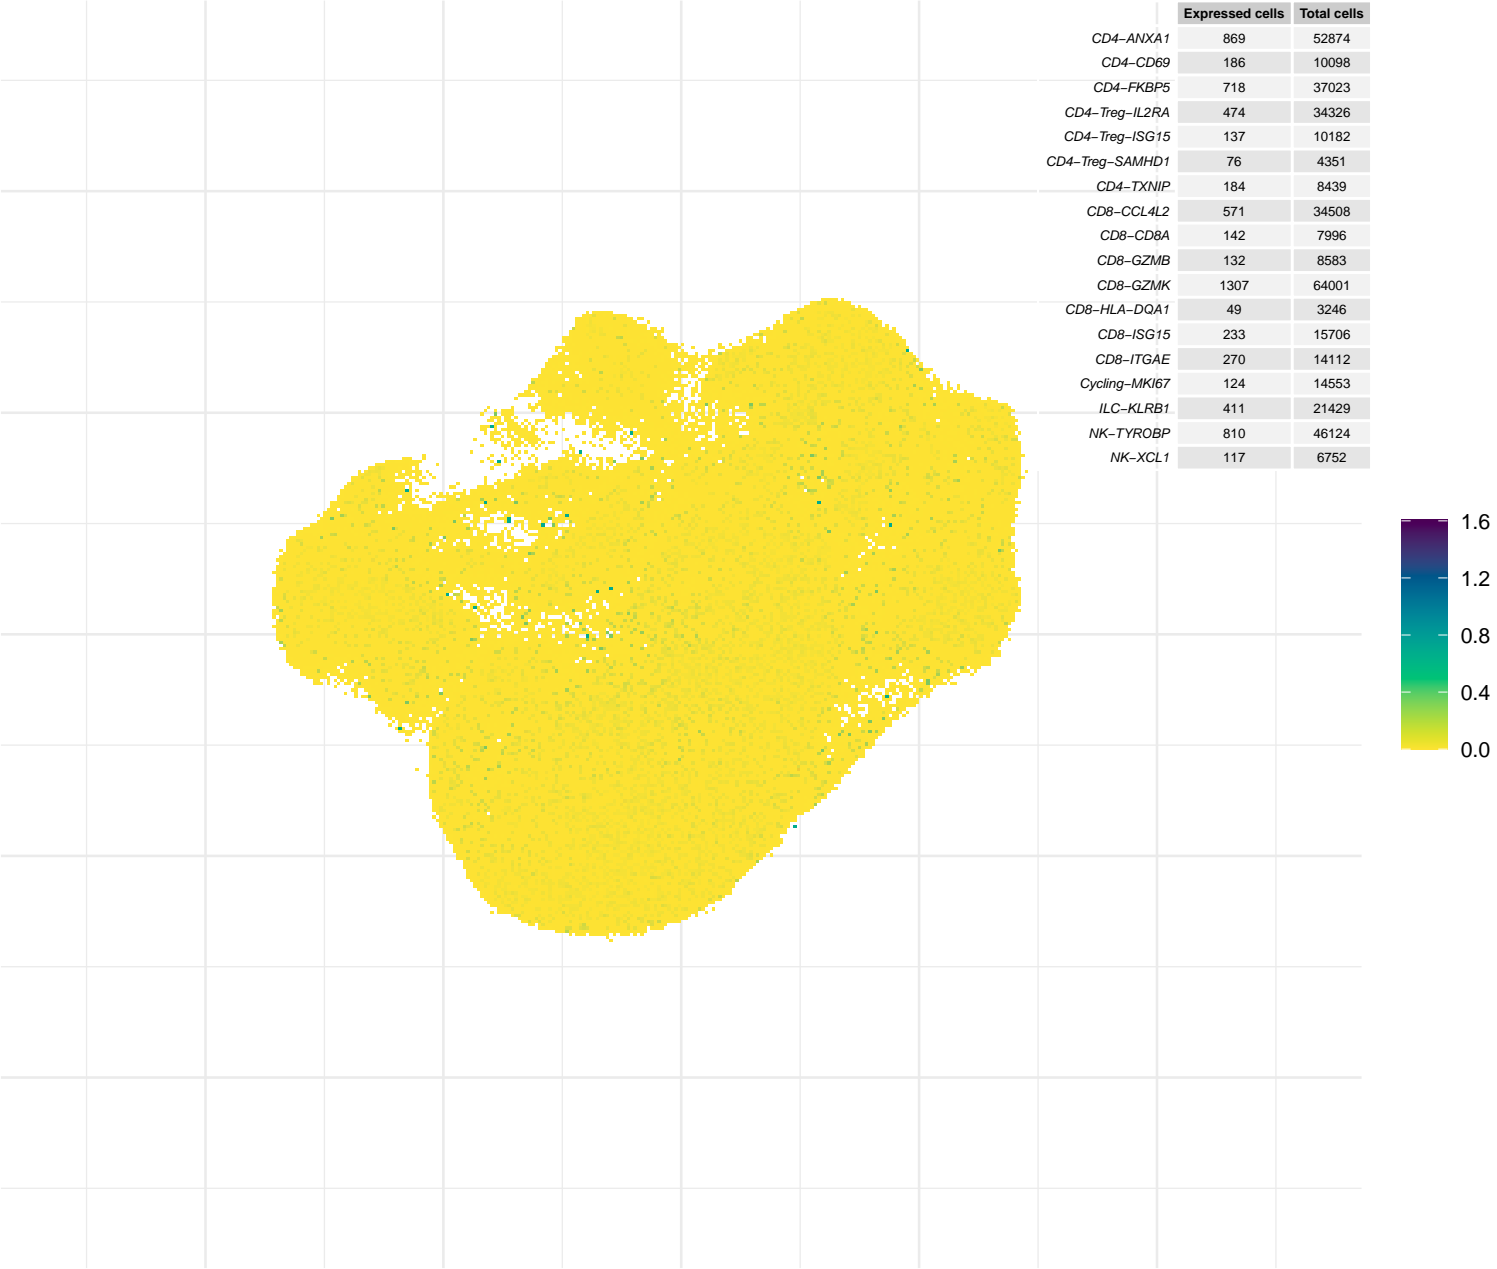 Expressed cells Total cells
CD4−ANXA1 869 52874
CD4−CD69 186 10098
CD4−FKBP5 718 37023
CD4−Treg−IL2RA 474 34326
CD4−Treg−ISG15 137 10182
CD4−Treg−SAMHD1 76 4351
CD4−TXNIP 184 8439
CD8−CCL4L2 571 34508
CD8−CD8A 142 7996
CD8−GZMB 132 8583
CD8−GZMK 1307 64001
CD8−HLA−DQA1 49 3246
CD8−ISG15 233 15706
CD8−ITGAE 270 14112
Cycling−MKI67 124 14553
ILC−KLRB1 411 21429
NK−TYROBP 810 46124
NK−XCL1 117 6752
1.6
1.2
0.8
0.4
0.0